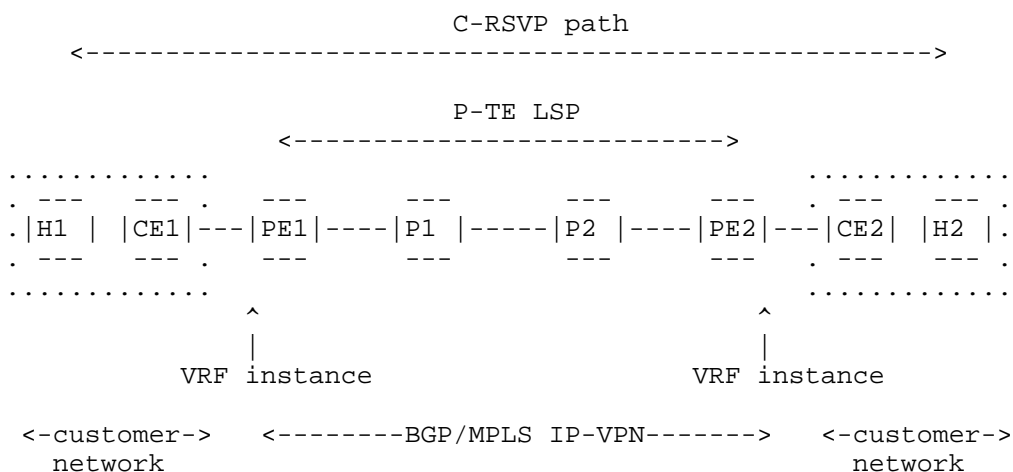 C-RSVP path
<----------------------------------------------------->
P-TE LSP
<--------------------------->
............. .............
. --- --- . --- --- --- --- . --- --- .
.|H1 | |CE1|---|PE1|----|P1 |-----|P2 |----|PE2|---|CE2| |H2 |.
. --- --- . --- --- --- --- . --- --- .
............. .............
^ ^
| |
VRF instance VRF instance
<-customer-> <--------BGP/MPLS IP-VPN-------> <-customer->
network network